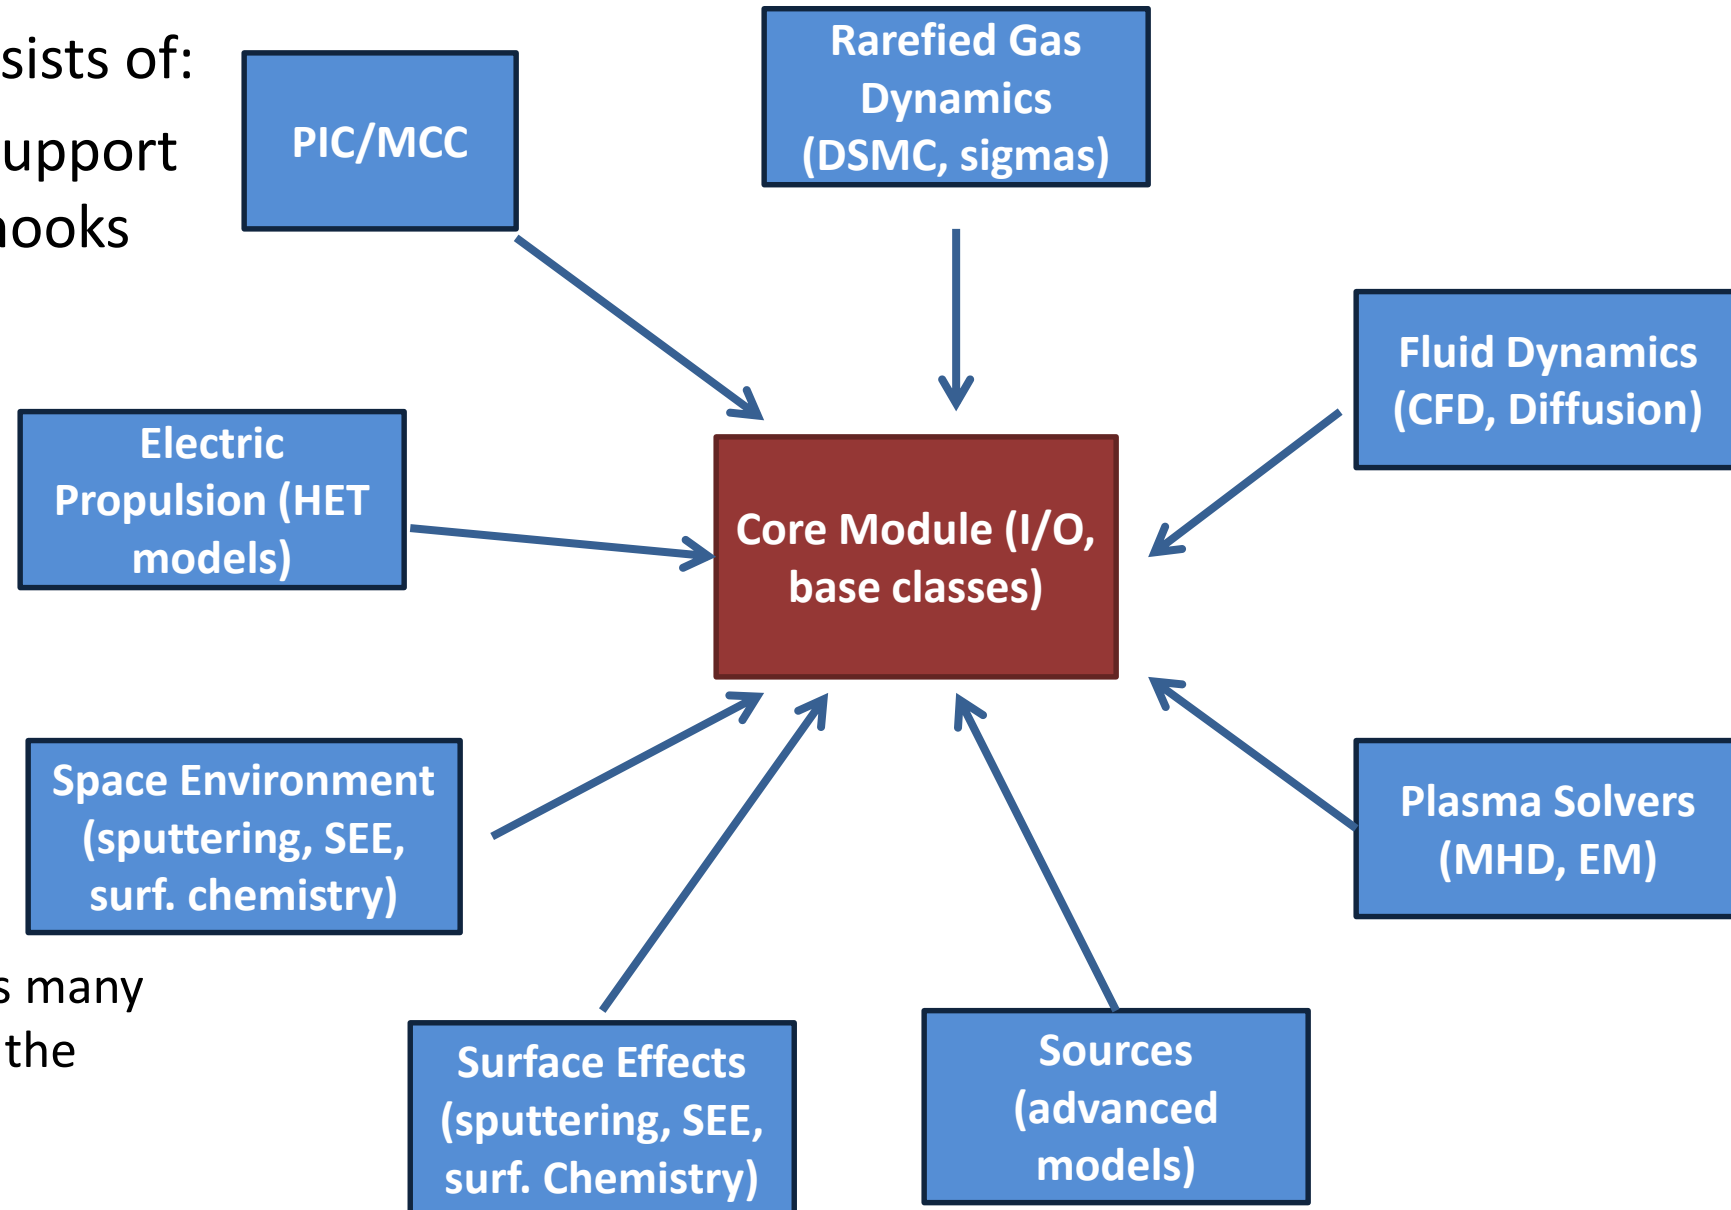 sists of:
upport
hooks
PIC/MCC
Rarefied Gas
Dynamics
(DSMC, sigmas)
Fluid Dynamics
(CFD, Diffusion)
Electric
Propulsion (HET
models)
Core Module (I/O,
base classes)
Space Environment
(sputtering, SEE,
surf. chemistry)
Plasma Solvers
(MHD, EM)
s many
the
Surface Effects
(sputtering, SEE,
surf. Chemistry)
Sources
(advanced
models)